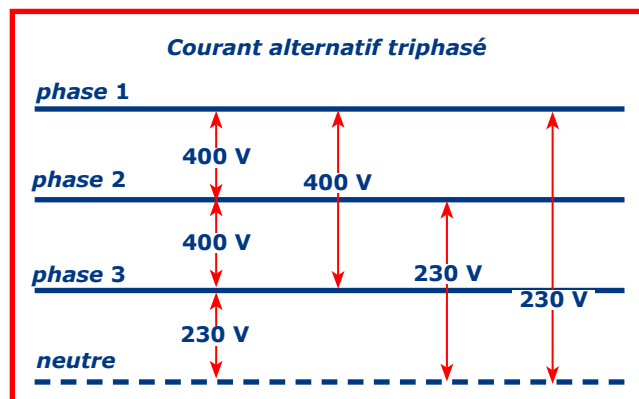 Courant alternatif triphasé
phase 1
400 V
400 V
phase 2
400 V
230 V
phase 3
230 V
230 V
neutre